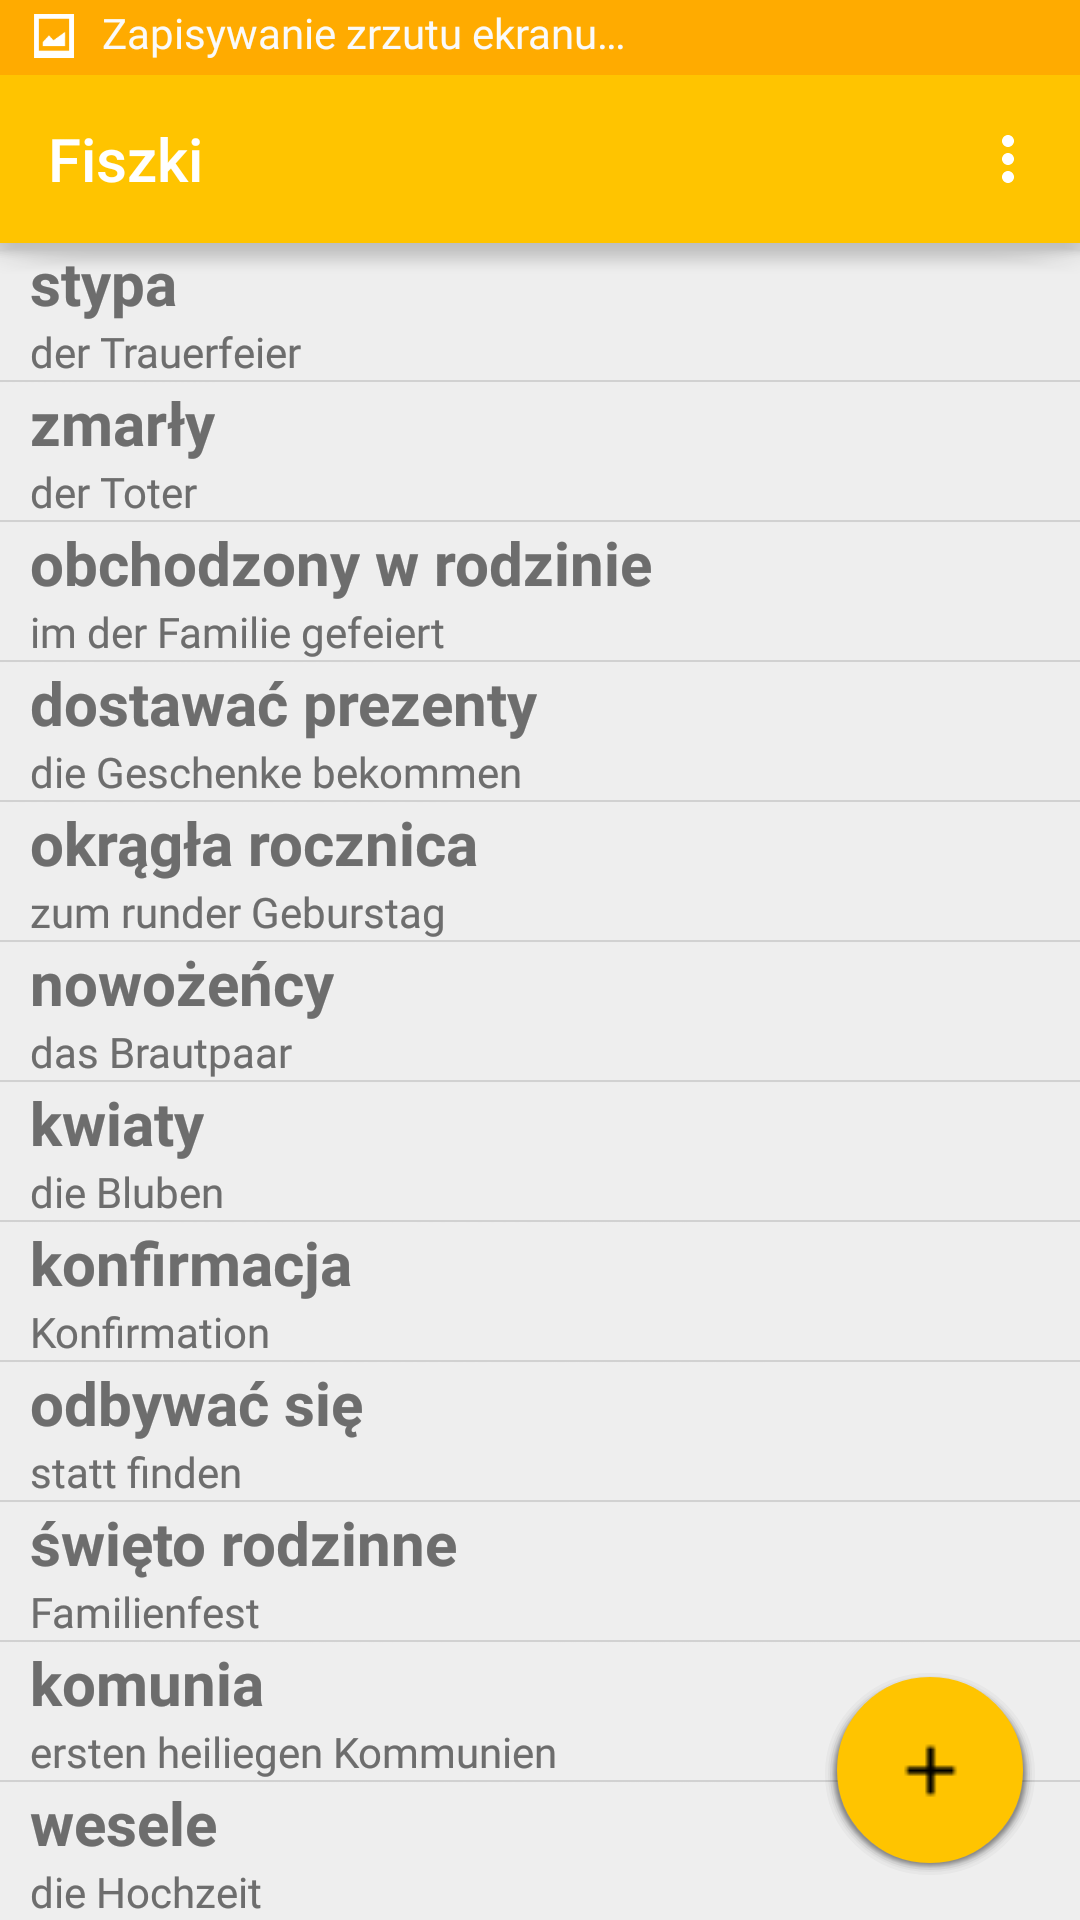 Zapisywanie zrzutu ekranu...
Fiszki
stypa
der Trauerfeier
zmarły
der Toter
obchodzony w rodzinie
im der Familie gefeiert
dostawać prezenty
die Geschenke bekommen
okrągła rocznica
zum runder Geburstag
nowożeńcy
das Brautpaar
kwiaty
die Bluben
konfirmacja
Konfirmation
odbywać się
statt finden
święto rodzinne
Familienfest
komunia
ersten heiliegen Kommunien
wesele
die Hochzeit